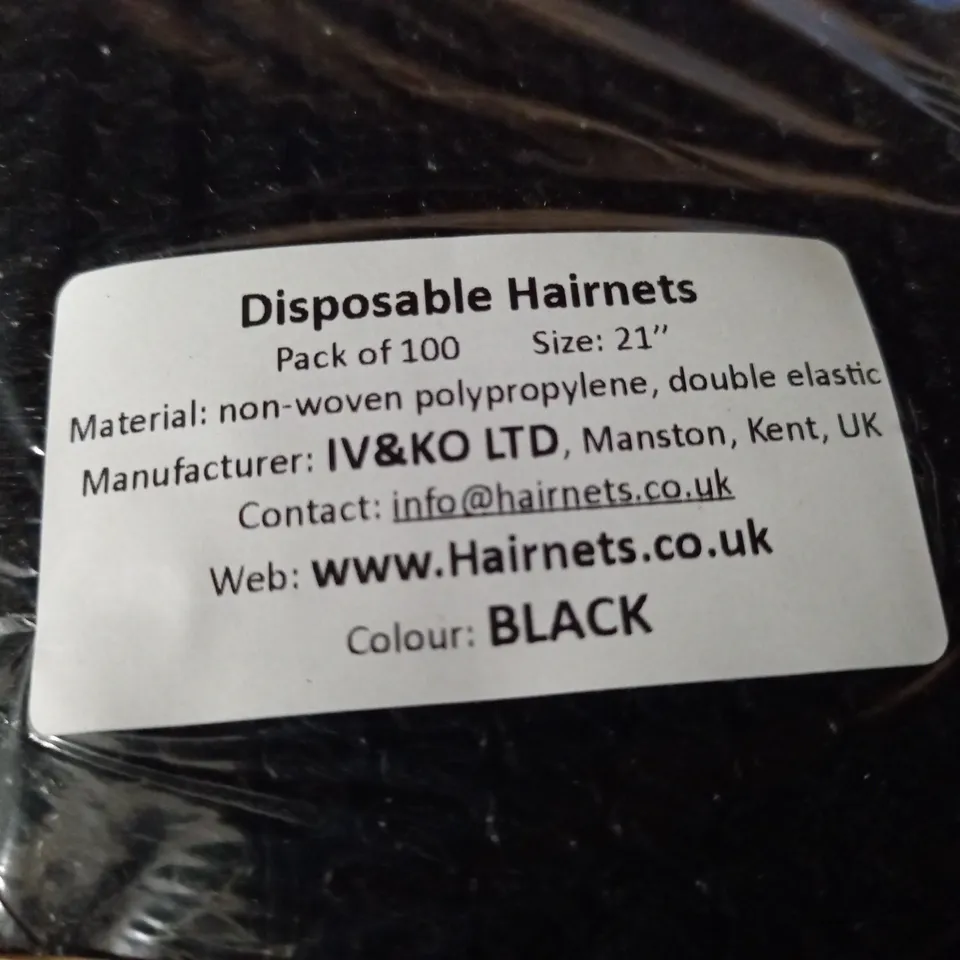 Disposable Hairnets
Pack of 100 Size: 21”
Material: non-woven polypropylene, double elastic
Manufacturer: IV&KO LTD, Manston, Kent, UK
Contact: info@hairnets.co.uk
Web: www.Hairnets.co.uk
Colour: BLACK